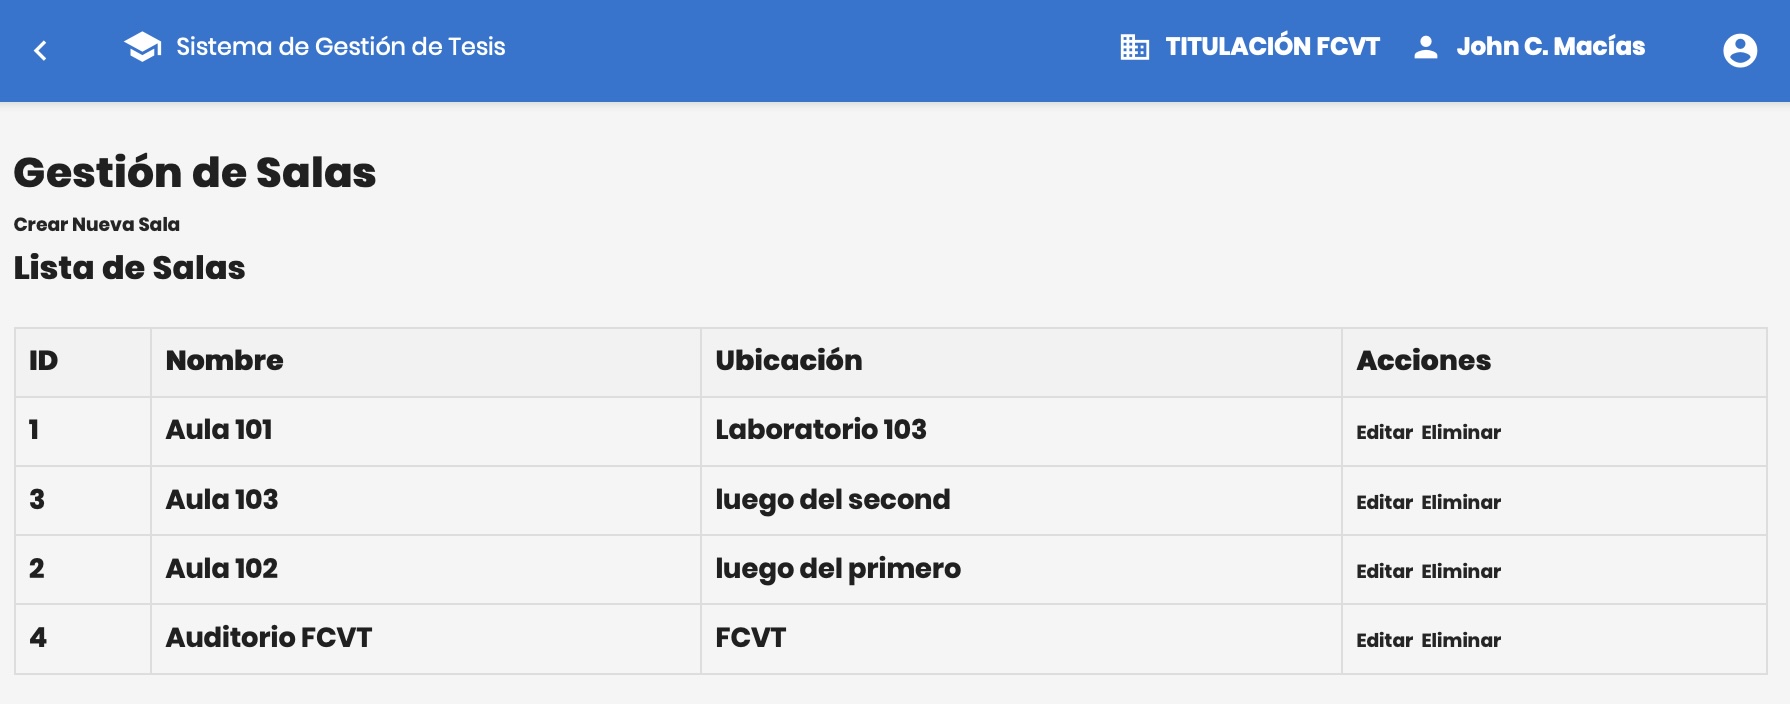 Sistema de Gestión de Tesis TITULACIÓN FCVT John C. Macías
Gestión de Salas
Crear Nueva Sala
Lista de Salas
ID Nombre Ubicación Acciones
1 Aula 101 Laboratorio 103 Editar Eliminar
3 Aula 103 luego del second Editar Eliminar
2 Aula 102 luego del primero Editar Eliminar
4 Auditorio FCVT FCVT Editar Eliminar